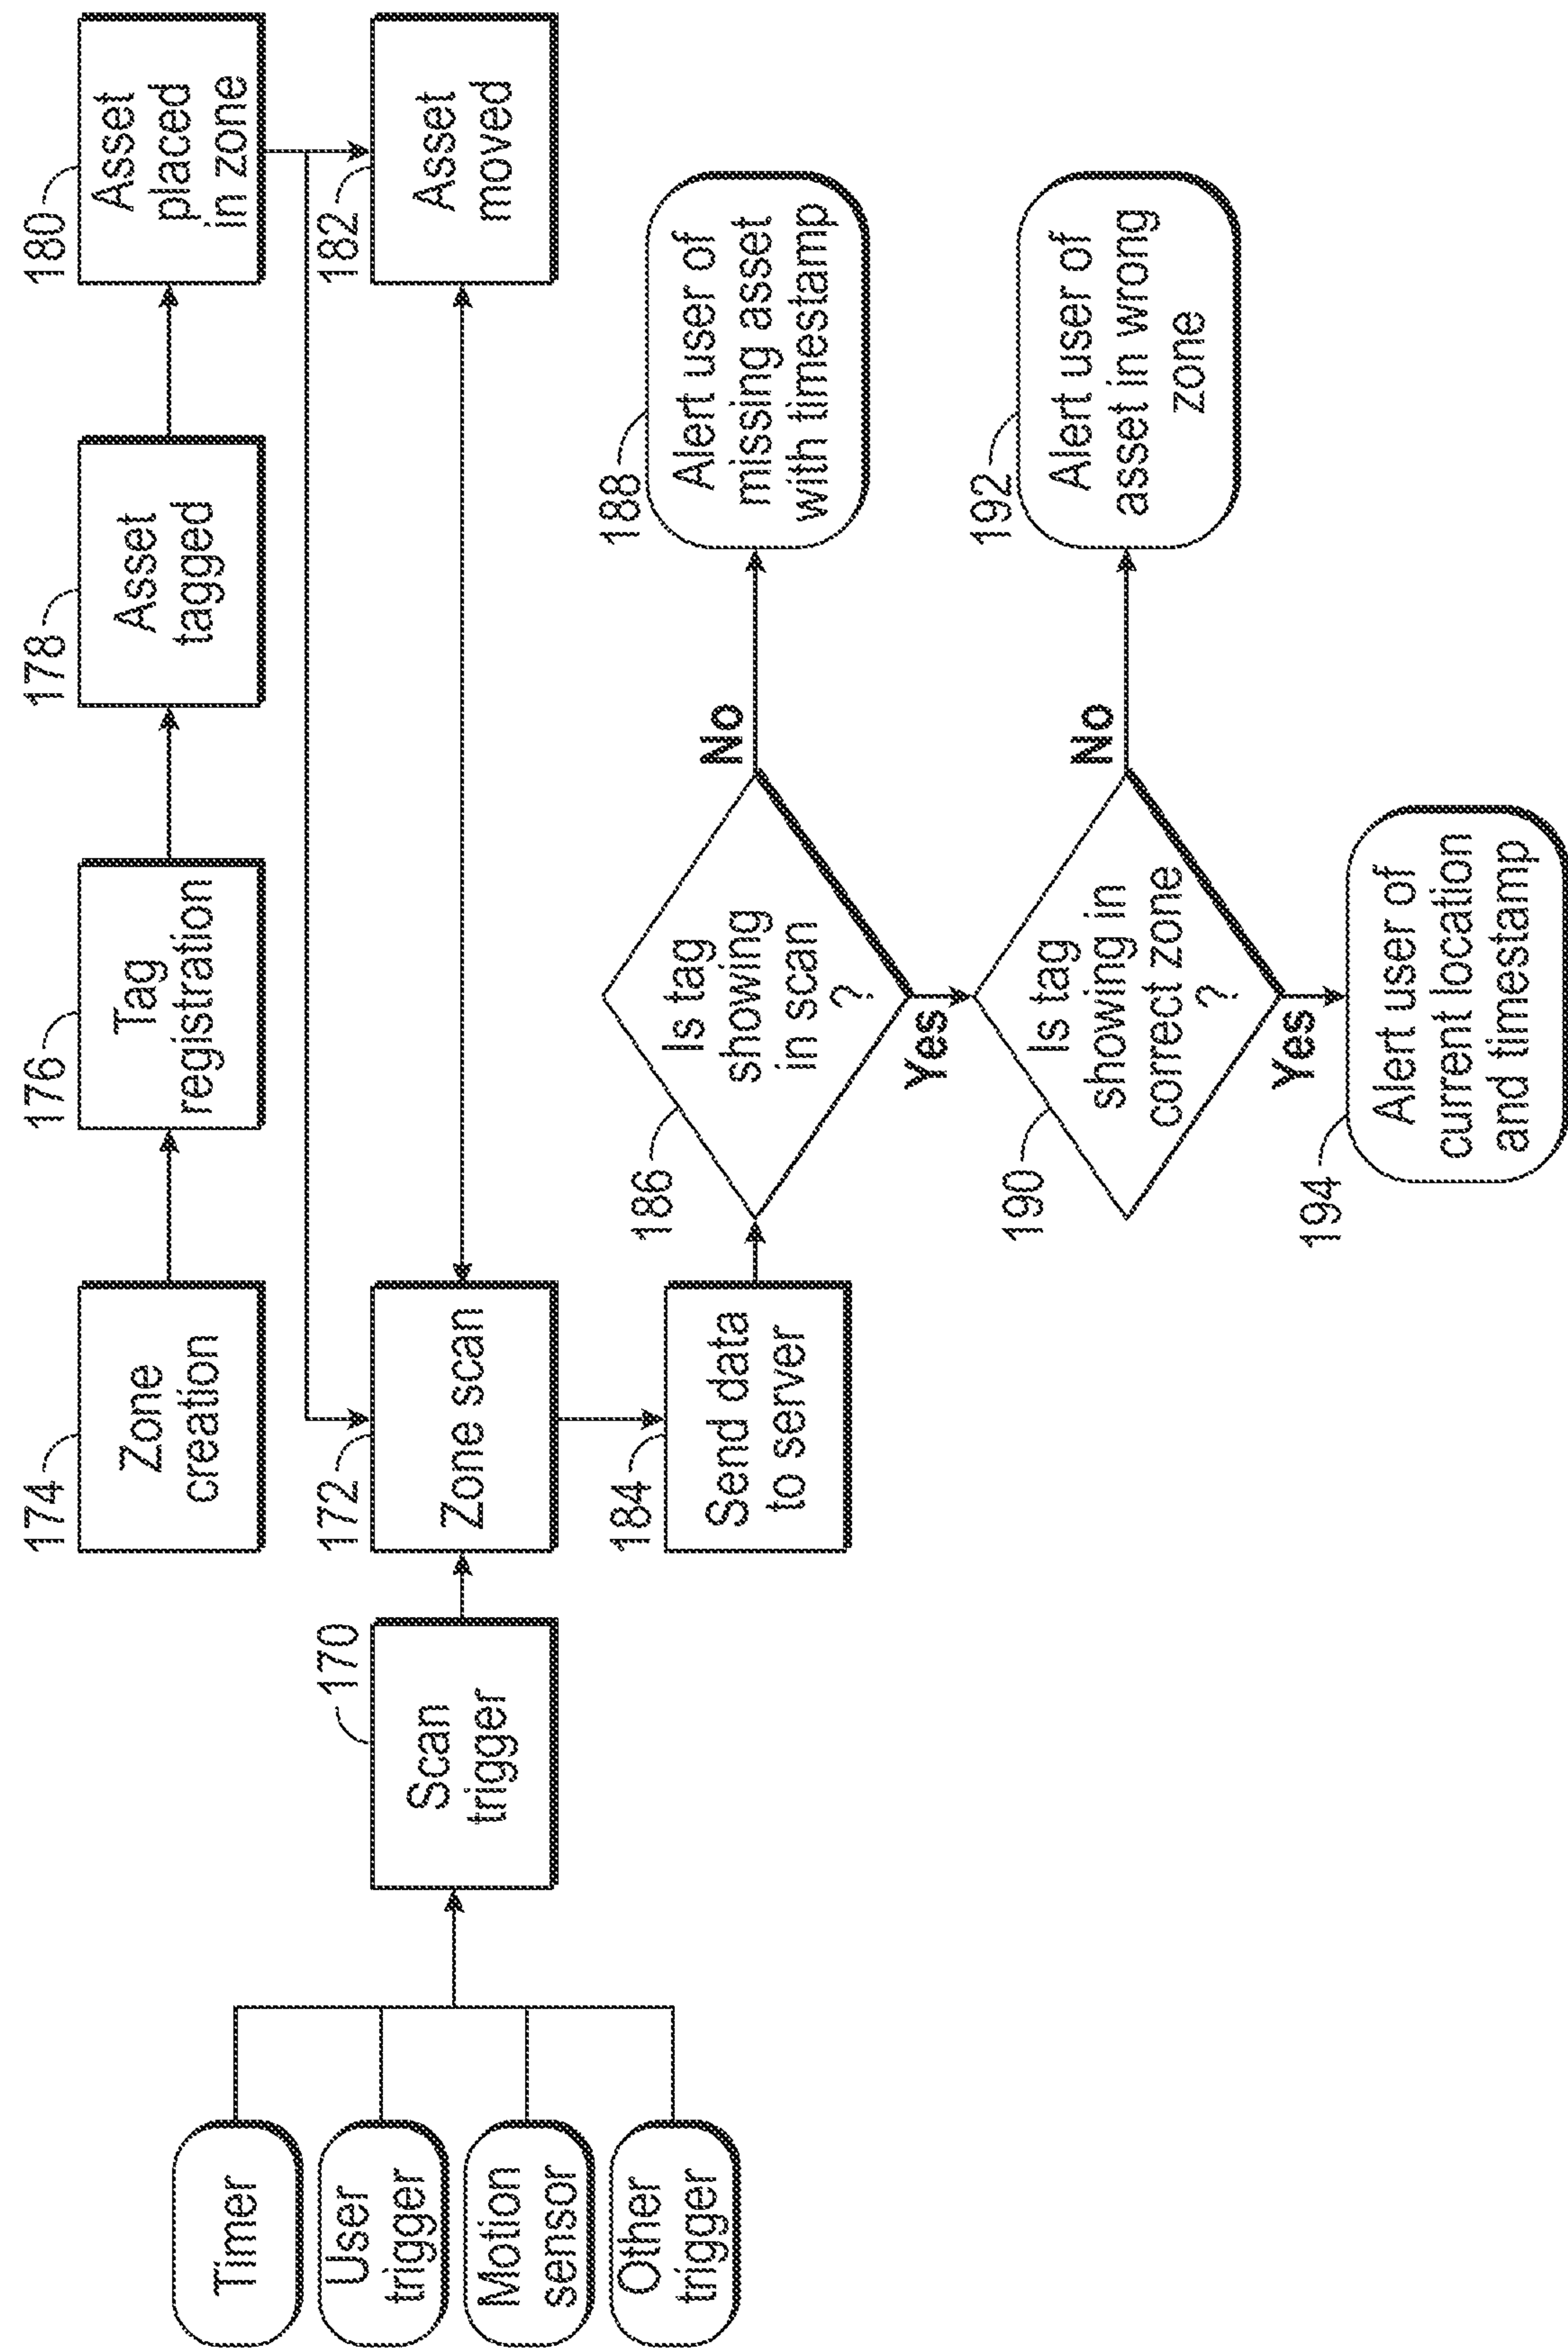 174
Zone
creation
176
Tag
registration
178
Asset
tagged
180
Asset
placed
in zone
Timer
User
trigger
Motion
sensor
Other
trigger
170
Scan
trigger
172
Zone scan
182
Asset
moved
184
Send data
to server
186
Is tag
showing
in scan
?
No
188
Alert user of
missing asset
with timestamp
Yes
190
Is tag
showing in
correct zone
?
No
192
Alert user of
asset in wrong
zone
Yes
194
Alert user of
current location
and timestamp